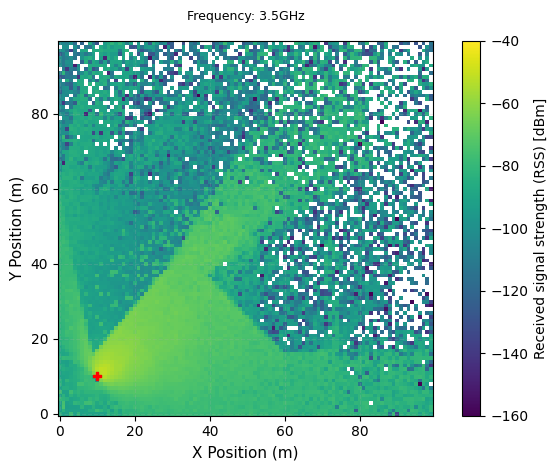 Frequency: 3.5GHz
Y Position (m)
80
60
40
20
0
0 20 40 60 80
X Position (m)
−40
−60
−80
−100
−120
−140
−160
Received signal strength (RSS) [dBm]